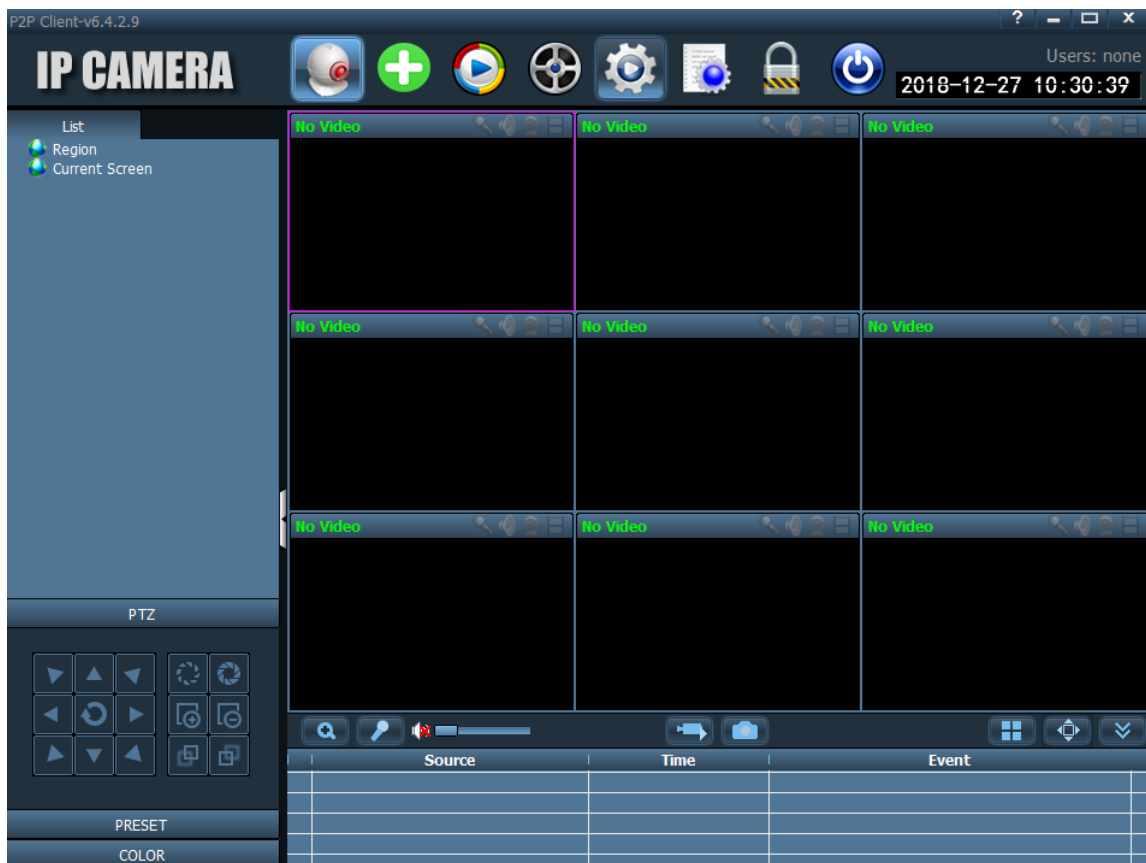 P2P Client-v6.4.2.9
?
IP CAMERA
Users: none
2018-12-27 10:30:39
List
Region
Current Screen
No Video No Video No Video
No Video No Video No Video
No Video No Video No Video
PTZ
Source Time Event
PRESET
COLOR